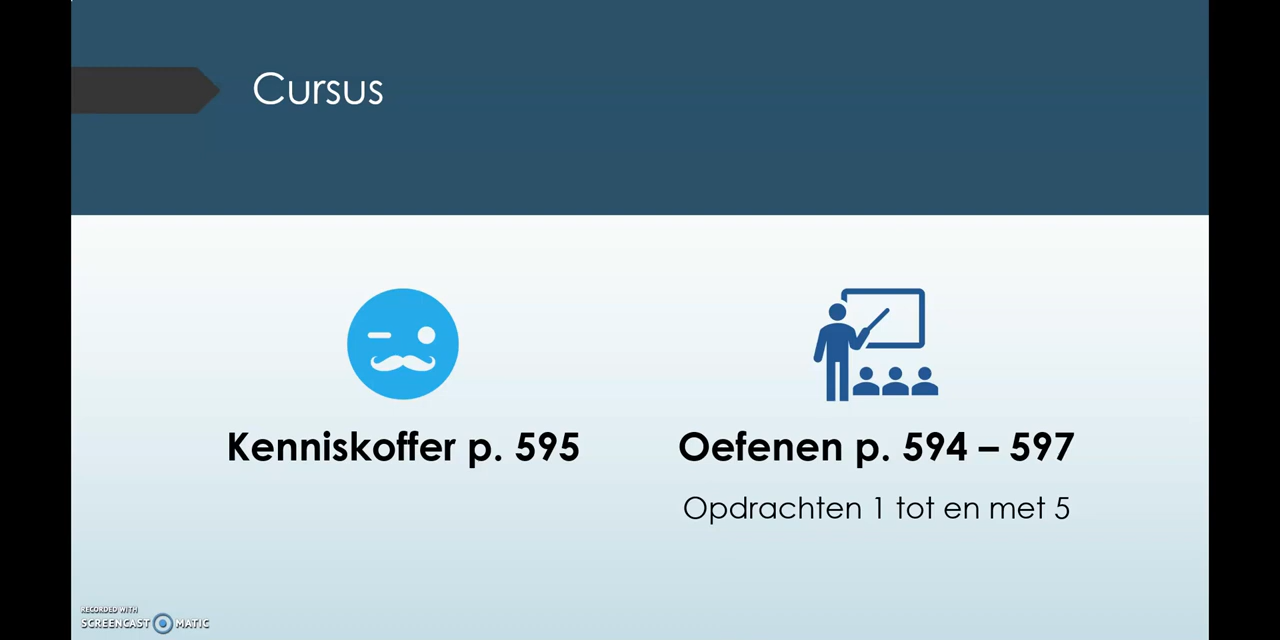 Cursus
Kenniskoffer p. 595
Oefenen p. 594 – 597
Opdrachten 1 tot en met 5
RECORDED WITH
SCREENCAST MATIC